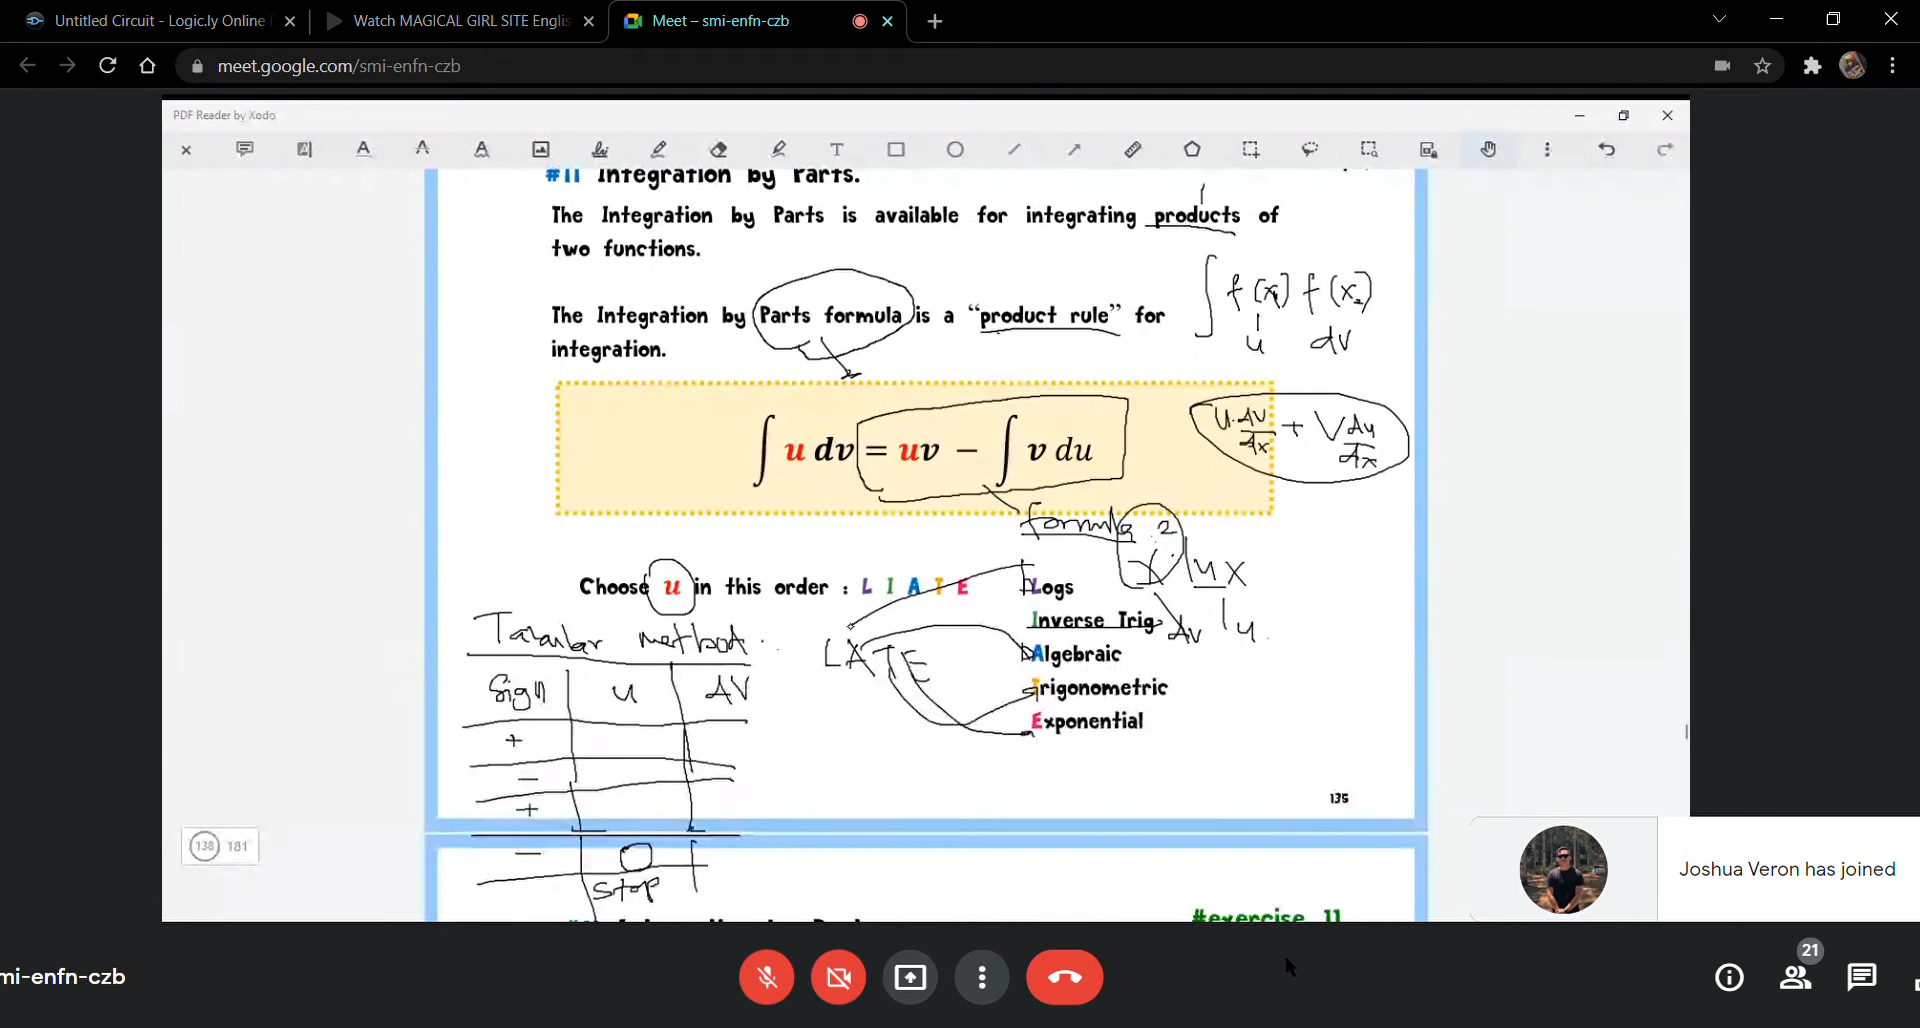 Untitled Circuit - Logic.ly Online
Watch MAGICAL GIRL SITE Englis
Meet – smi-enfn-czb
meet.google.com/smi-enfn-czb
PDF Reader by Xodo
#11 Integration by Parts.
The Integration by Parts is available for integrating products of
two functions.
∫ f(x₁) f(x₂)
u dv
The Integration by Parts formula is a “product rule” for
integration.
∫ u dv = uv − ∫ v du
u·dv/dx + v du/dx
formula 2
Choose u in this order : L I A T E
Logs
Inverse Trig
Algebraic
Trigonometric
Exponential
dv
u
LATE
method
Sign u dv
+
−
+
−
0
Stop
135
138 181
#exercise 11
Joshua Veron has joined
mi-enfn-czb
21